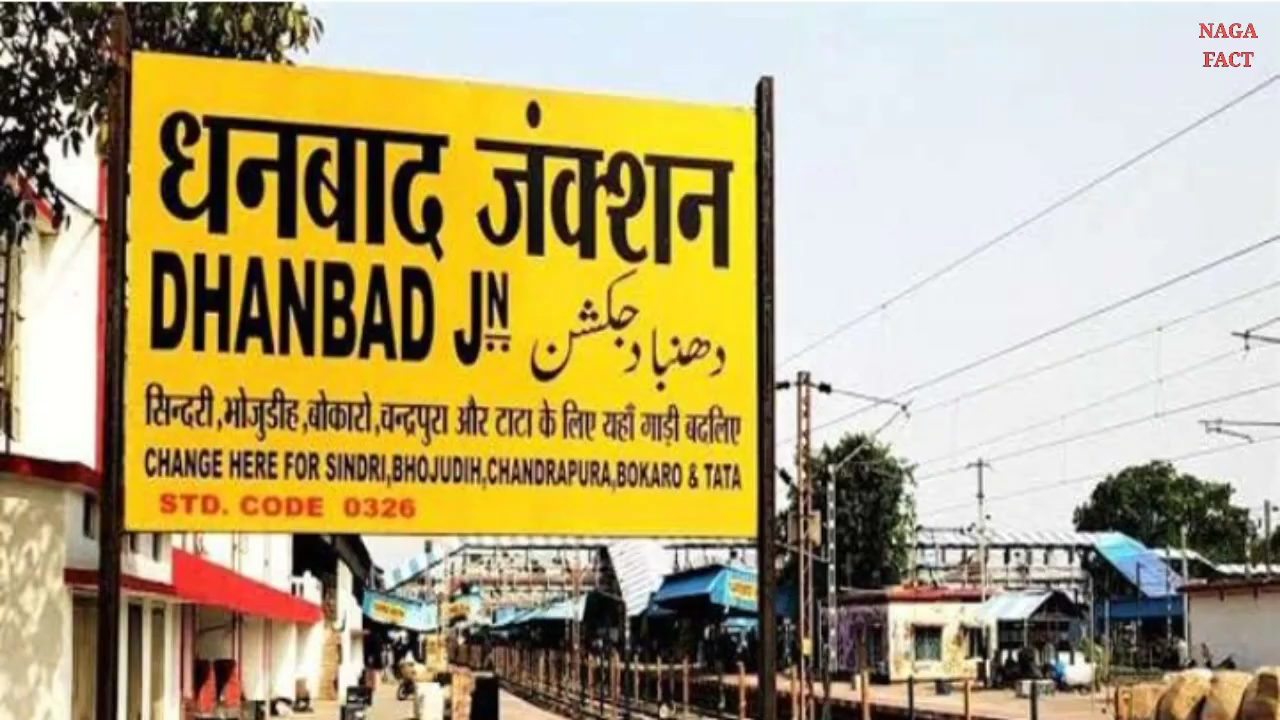 धनबाद जंक्शन
DHANBAD JN
دھنباد جنکشن
सिन्दरी,भोजुडीह,बोकारो,चन्द्रपुरा और टाटा के लिए यहाँ गाड़ी बदलिए
CHANGE HERE FOR SINDRI,BHOJUDIH,CHANDRAPURA,BOKARO & TATA
STD. CODE 0326
NAGA
FACT